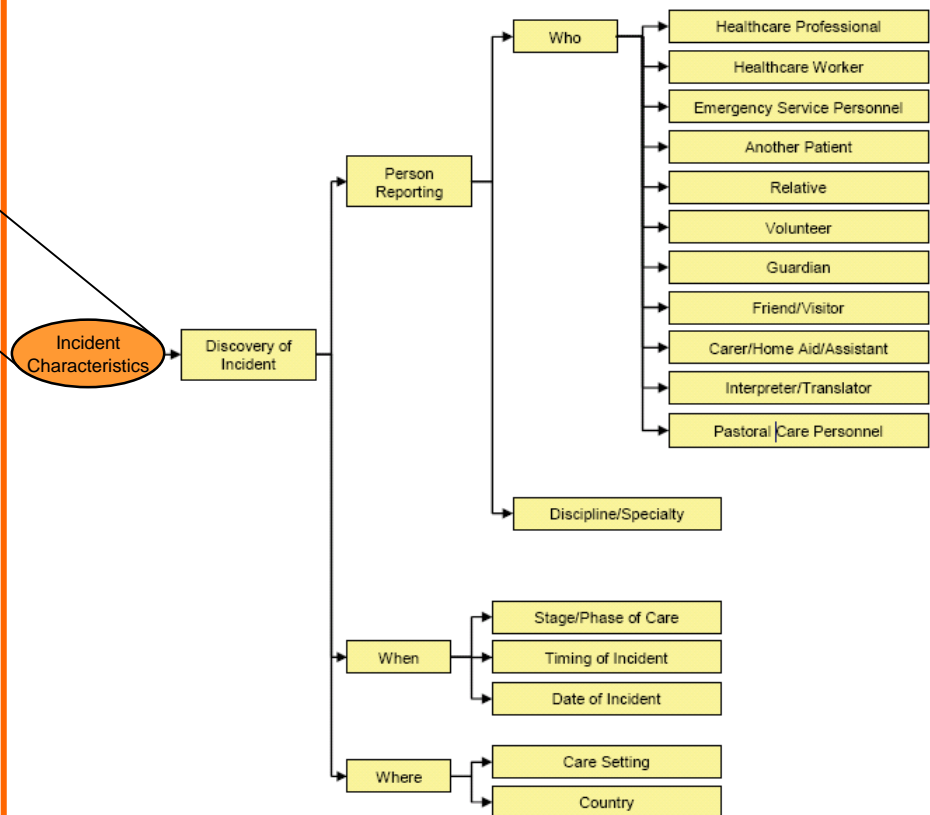 Who
Healthcare Professional
Healthcare Worker
Emergency Service Personnel
Another Patient
Person
Reporting
Relative
Volunteer
Guardian
Friend/Visitor
Incident
Characteristics
Discovery of
Incident
Carer/Home Aid/Assistant
Interpreter/Translator
Pastoral Care Personnel
Discipline/Specialty
Stage/Phase of Care
When
Timing of Incident
Date of Incident
Care Setting
Where
Country